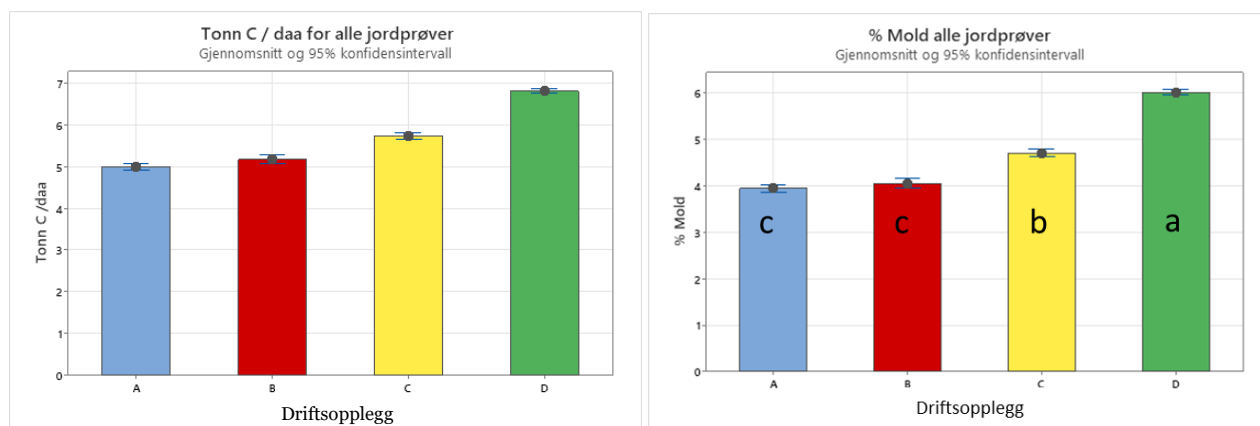 Tonn C / daa for alle jordprøver
Gjennomsnitt og 95% konfidensintervall
Tonn C /daa
7
6
5
4
3
2
1
0
A
B
C
D
Driftsopplegg
% Mold alle jordprøver
Gjennomsnitt og 95% konfidensintervall
% Mold
6
5
4
3
2
1
0
c
c
b
a
A
B
C
D
Driftsopplegg